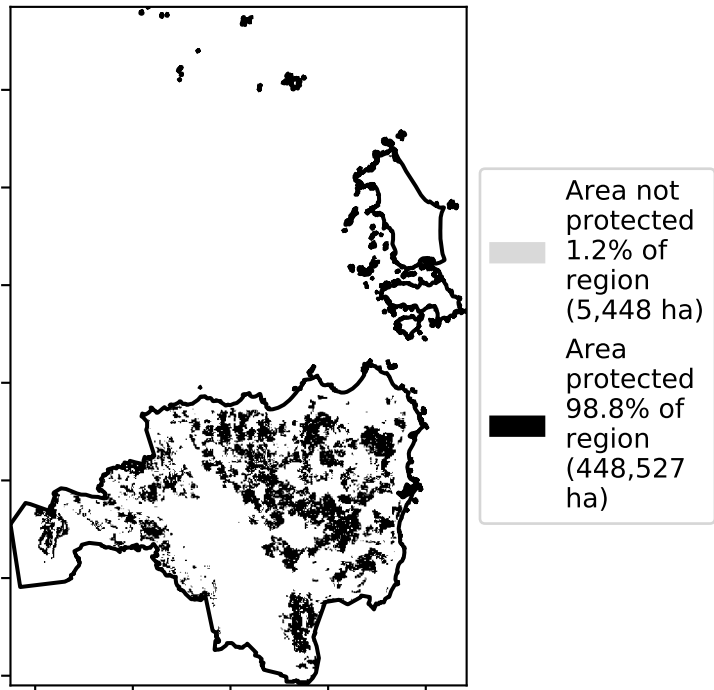 Area not
protected
1.2% of
region
(5,448 ha)
Area
protected
98.8% of
region
(448,527
ha)